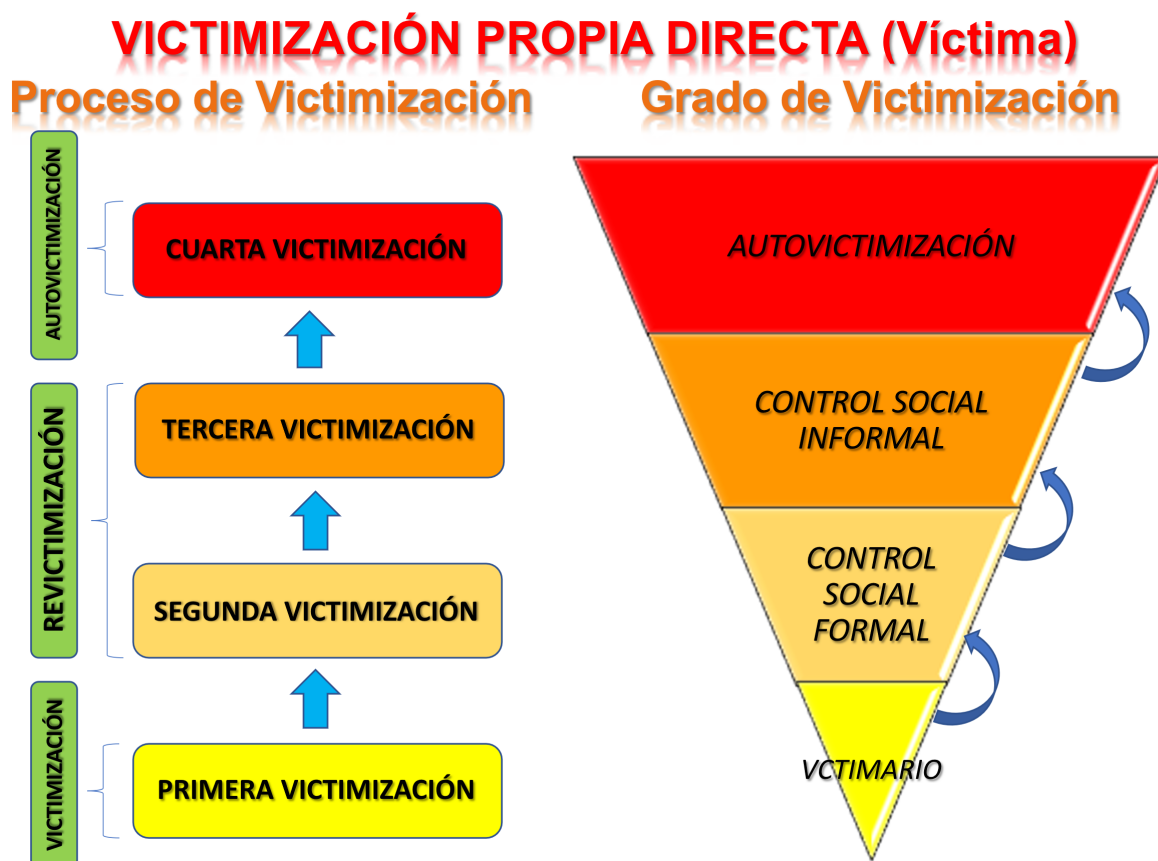 VICTIMIZACIÓN PROPIA DIRECTA (Víctima)
Proceso de Victimización
Grado de Victimización
AUTOVICTIMIZACIÓN
CUARTA VICTIMIZACIÓN
REVICTIMIZACIÓN
TERCERA VICTIMIZACIÓN
SEGUNDA VICTIMIZACIÓN
VICTIMIZACIÓN
PRIMERA VICTIMIZACIÓN
AUTOVICTIMIZACIÓN
CONTROL SOCIAL
INFORMAL
CONTROL
SOCIAL
FORMAL
VCTIMARIO